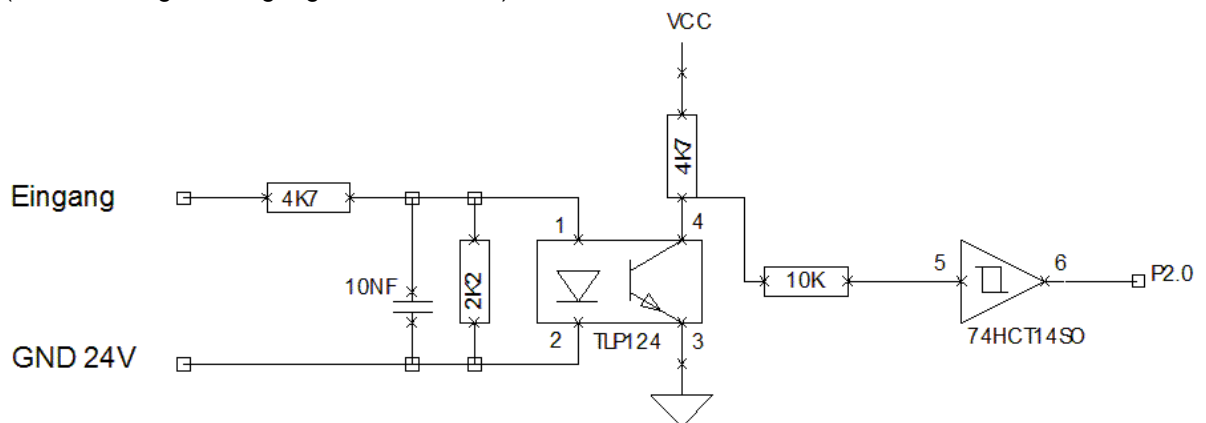 VCC
4K7
Eingang
4K7
1
4
10NF
2K2
10K
5
6
P2.0
2
TLP124
3
74HCT14SO
GND 24V